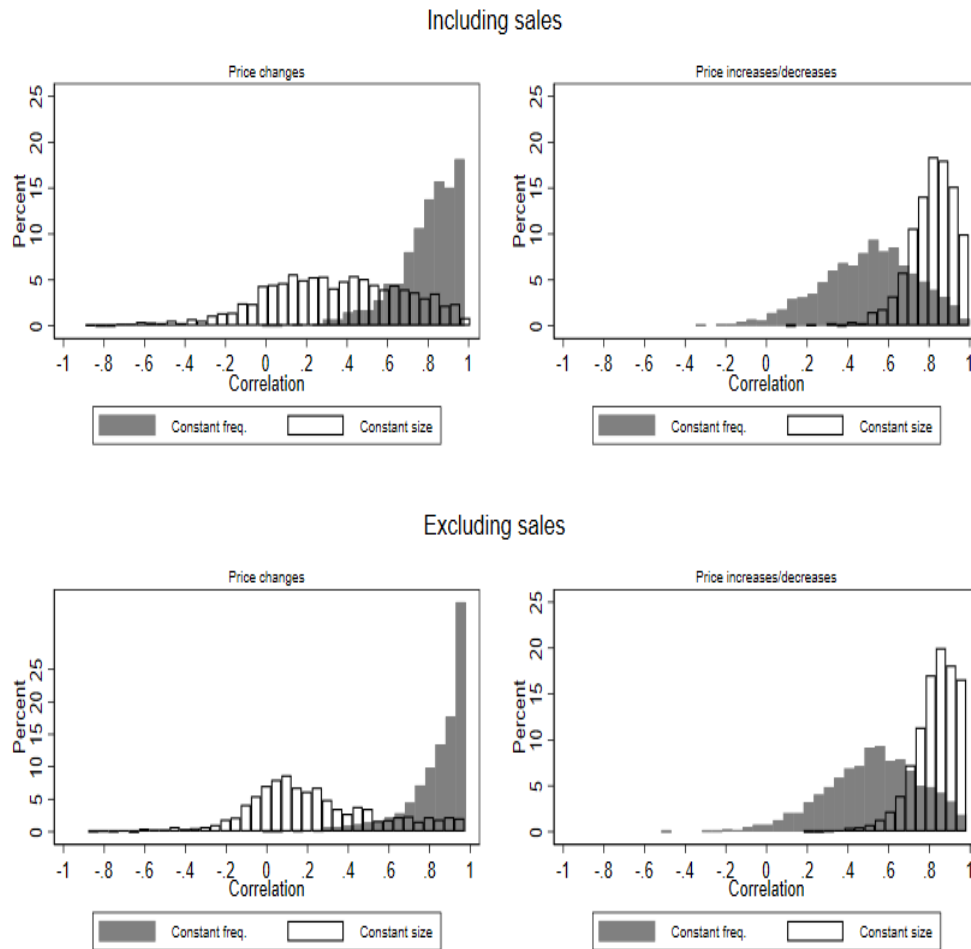 Including sales
Price changes
Price increases/decreases
Percent
0 5 10 15 20 25
-1 -.8 -.6 -.4 -.2 0 .2 .4 .6 .8 1
Correlation
Constant freq. Constant size
Percent
0 5 10 15 20 25
-1 -.8 -.6 -.4 -.2 0 .2 .4 .6 .8 1
Correlation
Constant freq. Constant size
Excluding sales
Price changes
Price increases/decreases
Percent
0 5 10 15 20 25
-1 -.8 -.6 -.4 -.2 0 .2 .4 .6 .8 1
Correlation
Constant freq. Constant size
Percent
0 5 10 15 20 25
-1 -.8 -.6 -.4 -.2 0 .2 .4 .6 .8 1
Correlation
Constant freq. Constant size